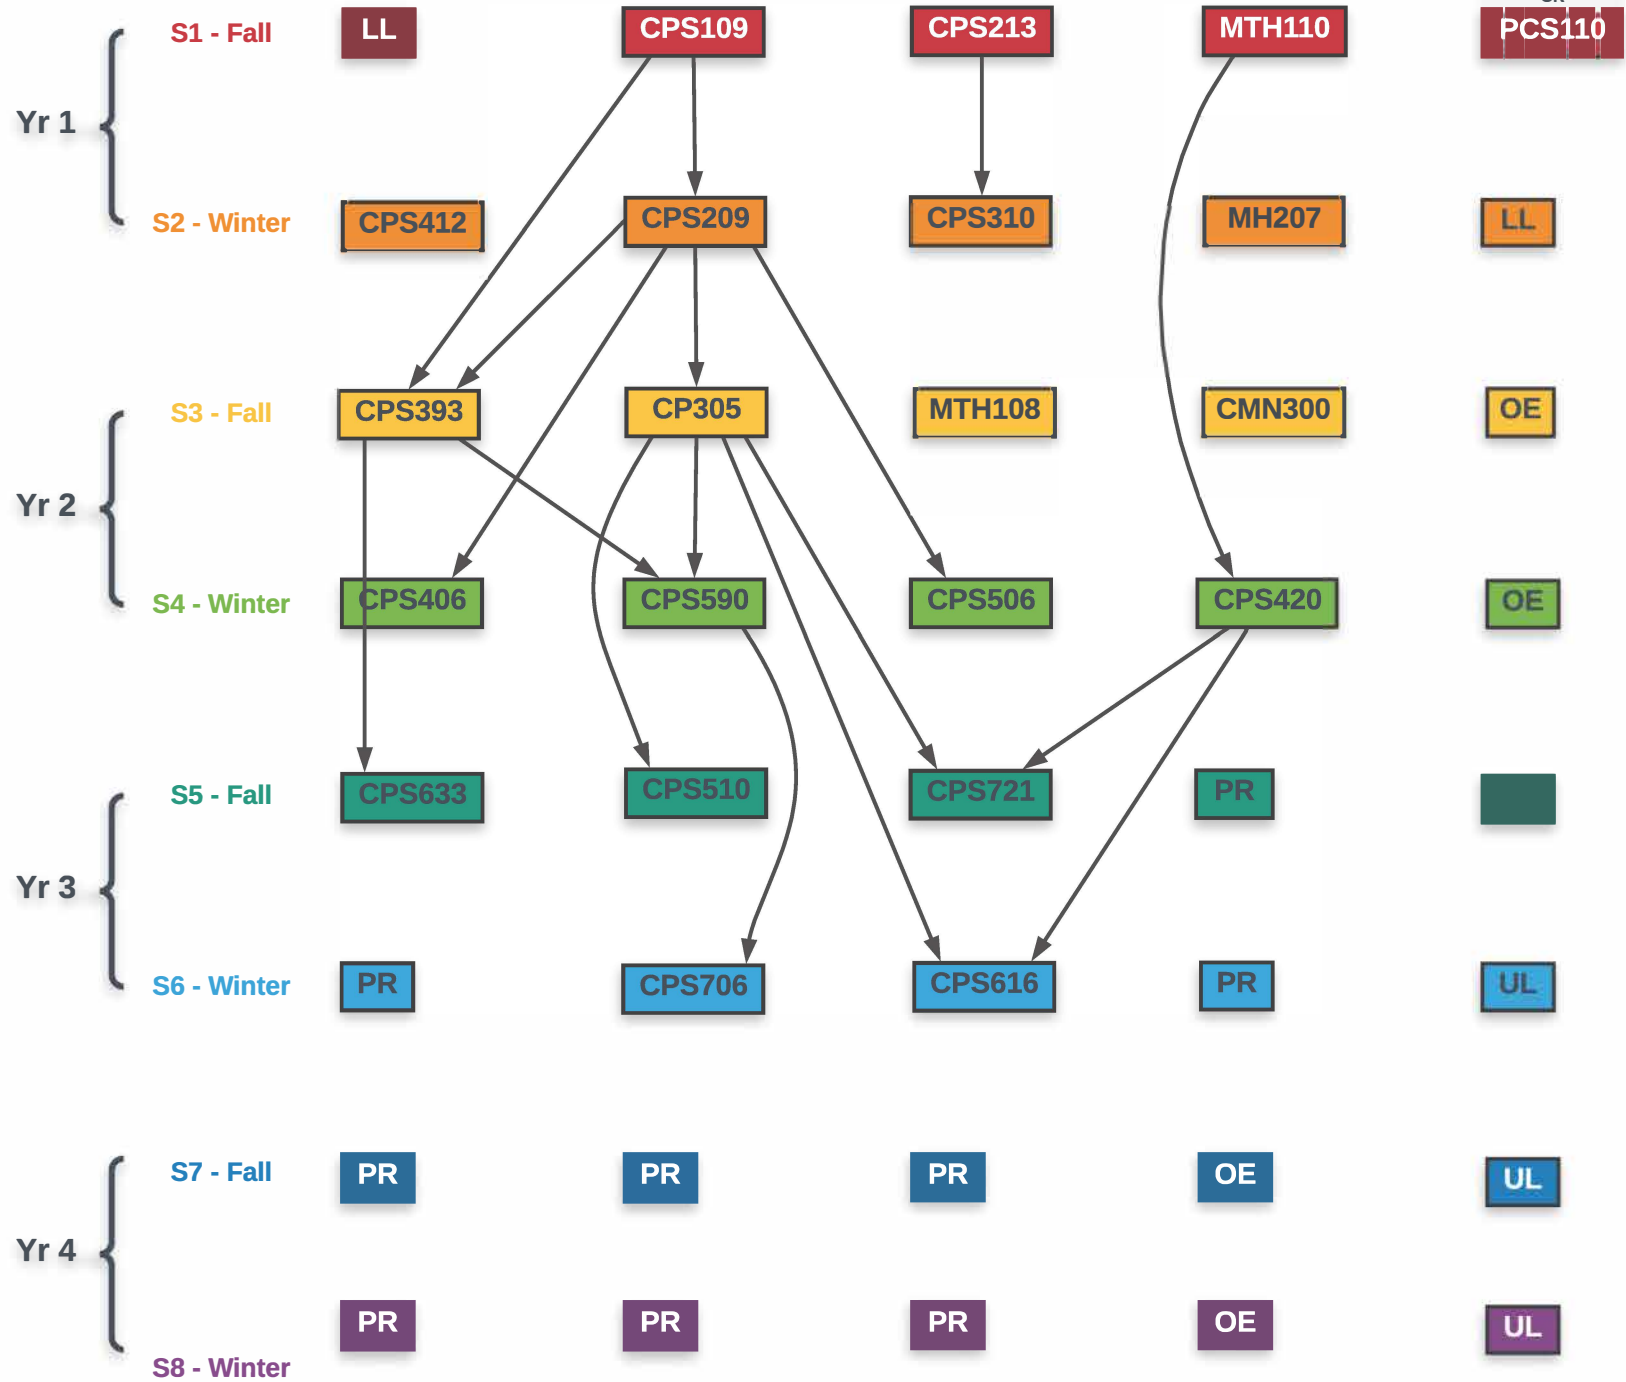 S1 - Fall LL CPS109 CPS213 MTH110 PCS110
Yr 1
S2 - Winter CPS412 CPS209 CPS310 MH207 LL
S3 - Fall CPS393 CP305 MTH108 CMN300 OE
Yr 2
S4 - Winter CPS406 CPS590 CPS506 CPS420 OE
S5 - Fall CPS633 CPS510 CPS721 PR
Yr 3
S6 - Winter PR CPS706 CPS616 PR UL
S7 - Fall PR PR PR OE UL
Yr 4
PR PR PR OE UL
S8 - Winter